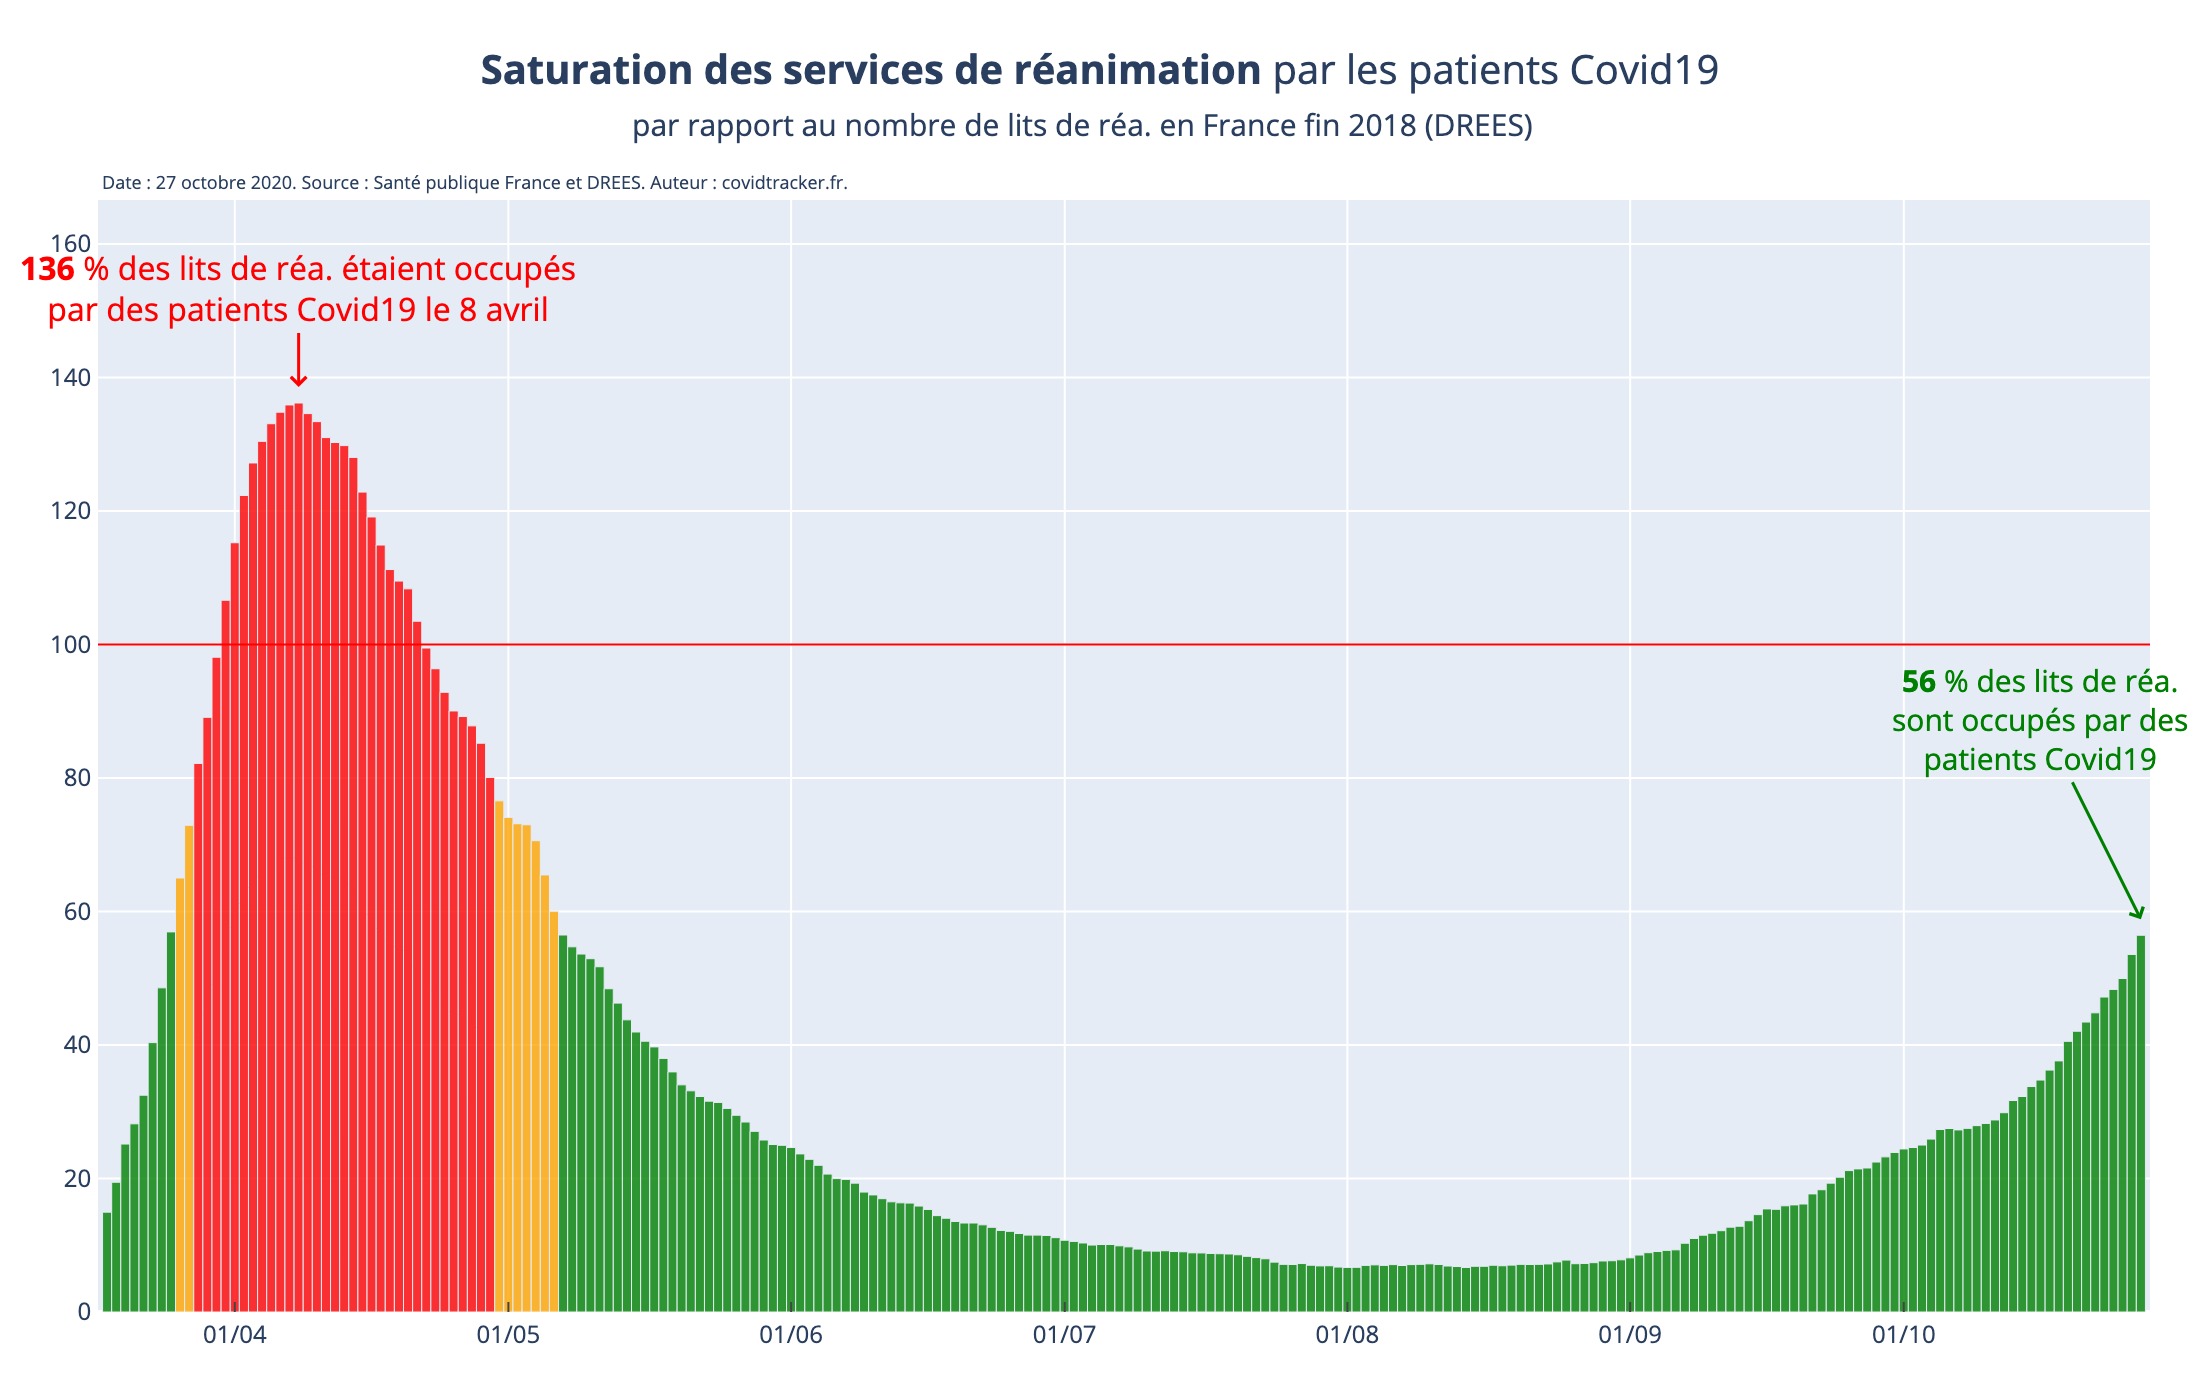 Saturation des services de réanimation par les patients Covid19
par rapport au nombre de lits de réa. en France fin 2018 (DREES)
Date : 27 octobre 2020. Source : Santé publique France et DREES. Auteur : covidtracker.fr.
160
136 % des lits de réa. étaient occupés
par des patients Covid19 le 8 avril
140
120
100
56 % des lits de réa.
sont occupés par des
patients Covid19
80
60
40
20
0
01/04 01/05 01/06 01/07 01/08 01/09 01/10